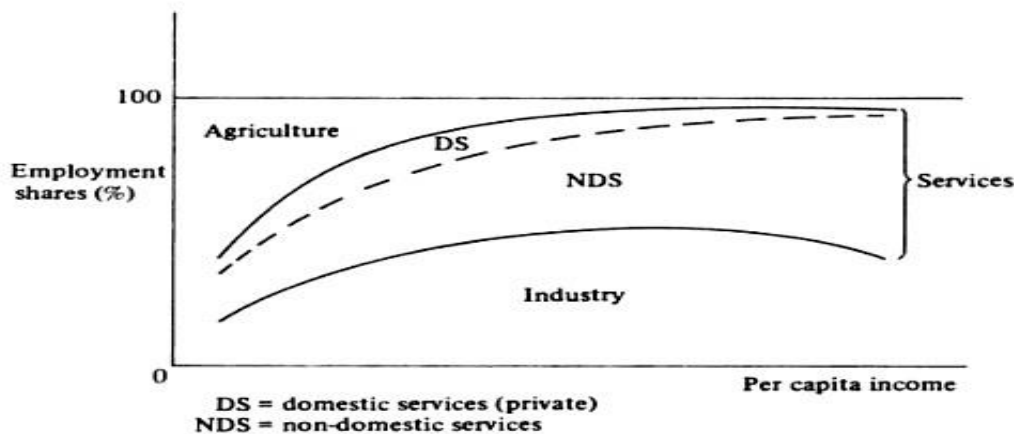 100
Agriculture
DS
Employment
shares (%)
NDS
Services
Industry
0
Per capita income
DS = domestic services (private)
NDS = non-domestic services